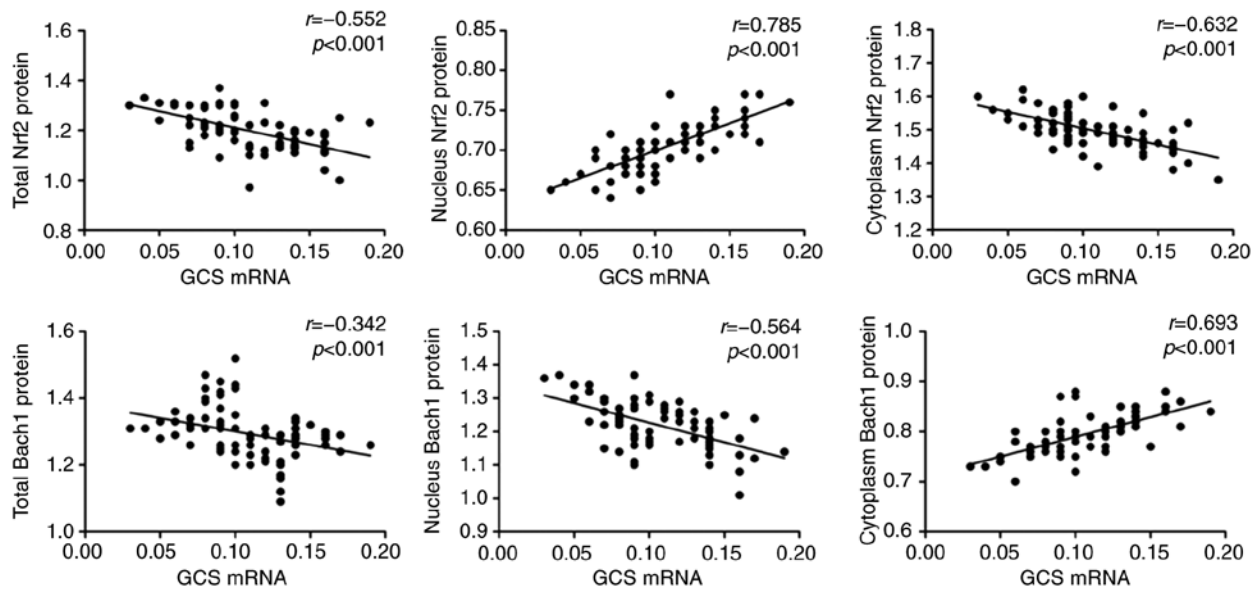 r=−0.552
p<0.001
Total Nrf2 protein
1.6
1.4
1.2
1.0
0.8
0.00 0.05 0.10 0.15 0.20
GCS mRNA
r=0.785
p<0.001
Nucleus Nrf2 protein
0.85
0.80
0.75
0.70
0.65
0.60
0.00 0.05 0.10 0.15 0.20
GCS mRNA
r=−0.632
p<0.001
Cytoplasm Nrf2 protein
1.8
1.7
1.6
1.5
1.4
1.3
1.2
0.00 0.05 0.10 0.15 0.20
GCS mRNA
r=−0.342
p<0.001
Total Bach1 protein
1.6
1.4
1.2
1.0
0.00 0.05 0.10 0.15 0.20
GCS mRNA
r=−0.564
p<0.001
Nucleus Bach1 protein
1.5
1.4
1.3
1.2
1.1
1.0
0.9
0.00 0.05 0.10 0.15 0.20
GCS mRNA
r=0.693
p<0.001
Cytoplasm Bach1 protein
1.0
0.9
0.8
0.7
0.6
0.00 0.05 0.10 0.15 0.20
GCS mRNA